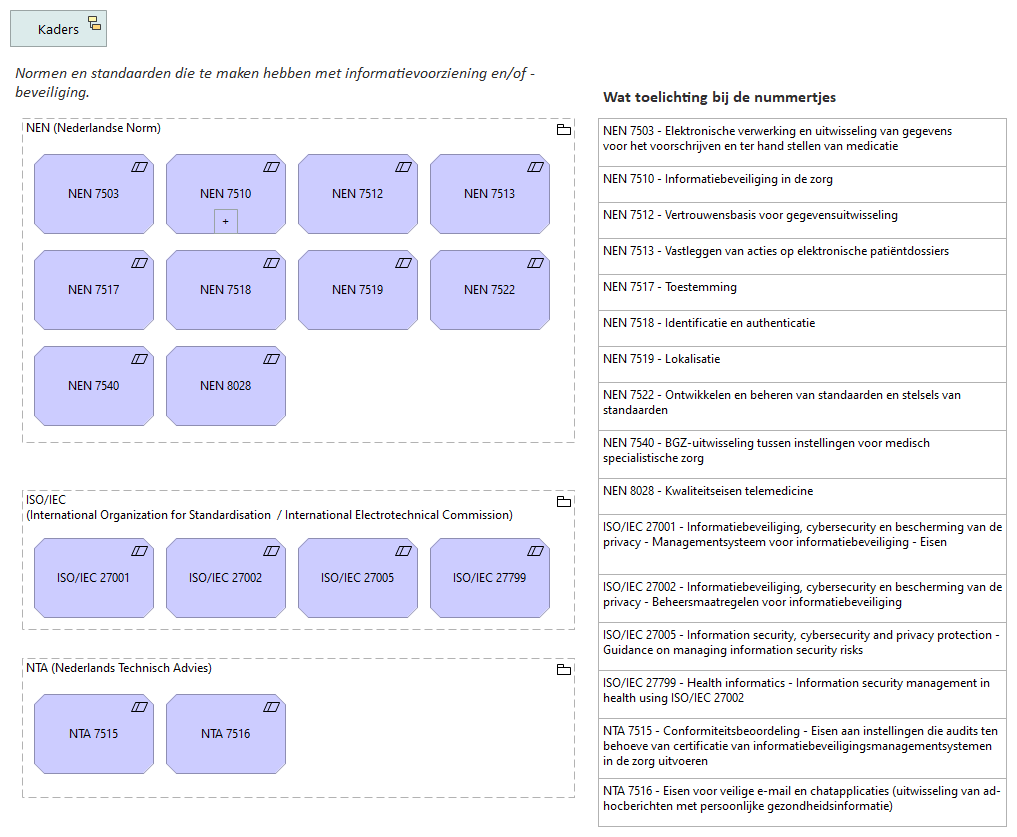 Kaders
Normen en standaarden die te maken hebben met informatievoorziening en/of -
beveiliging.
NEN (Nederlandse Norm)
NEN 7503
NEN 7510
+
NEN 7512
NEN 7513
NEN 7517
NEN 7518
NEN 7519
NEN 7522
NEN 7540
NEN 8028
ISO/IEC
(International Organization for Standardisation / International Electrotechnical Commission)
ISO/IEC 27001
ISO/IEC 27002
ISO/IEC 27005
ISO/IEC 27799
NTA (Nederlands Technisch Advies)
NTA 7515
NTA 7516
Wat toelichting bij de nummertjes
NEN 7503 - Elektronische verwerking en uitwisseling van gegevens
voor het voorschrijven en ter hand stellen van medicatie
NEN 7510 - Informatiebeveiliging in de zorg
NEN 7512 - Vertrouwensbasis voor gegevensuitwisseling
NEN 7513 - Vastleggen van acties op elektronische patiëntdossiers
NEN 7517 - Toestemming
NEN 7518 - Identificatie en authenticatie
NEN 7519 - Lokalisatie
NEN 7522 - Ontwikkelen en beheren van standaarden en stelsels van
standaarden
NEN 7540 - BGZ-uitwisseling tussen instellingen voor medisch
specialistische zorg
NEN 8028 - Kwaliteitseisen telemedicine
ISO/IEC 27001 - Informatiebeveiliging, cybersecurity en bescherming van de
privacy - Managementsysteem voor informatiebeveiliging - Eisen
ISO/IEC 27002 - Informatiebeveiliging, cybersecurity en bescherming van de
privacy - Beheersmaatregelen voor informatiebeveiliging
ISO/IEC 27005 - Information security, cybersecurity and privacy protection -
Guidance on managing information security risks
ISO/IEC 27799 - Health informatics - Information security management in
health using ISO/IEC 27002
NTA 7515 - Conformiteitsbeoordeling - Eisen aan instellingen die audits ten
behoeve van certificatie van informatiebeveiligingsmanagementsystemen
in de zorg uitvoeren
NTA 7516 - Eisen voor veilige e-mail en chatapplicaties (uitwisseling van ad-
hocberichten met persoonlijke gezondheidsinformatie)